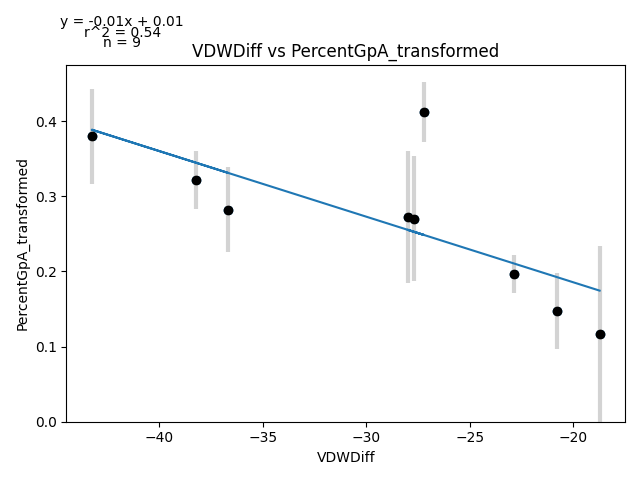 y = -0.01x + 0.01
r^2 = 0.54
n = 9
VDWDiff vs PercentGpA_transformed
PercentGpA_transformed
0.4
0.3
0.2
0.1
0.0
−40
−35
−30
−25
−20
VDWDiff